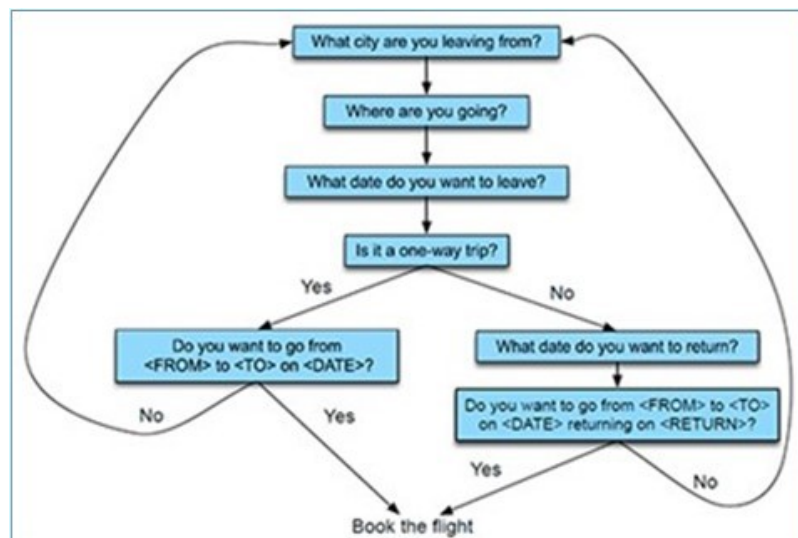 What city are you leaving from?
Where are you going?
What date do you want to leave?
Is it a one-way trip?
Yes
No
Do you want to go from
<FROM> to <TO> on <DATE>?
What date do you want to return?
Do you want to go from <FROM> to <TO>
on <DATE> returning on <RETURN>?
No
Yes
Yes
No
Book the flight